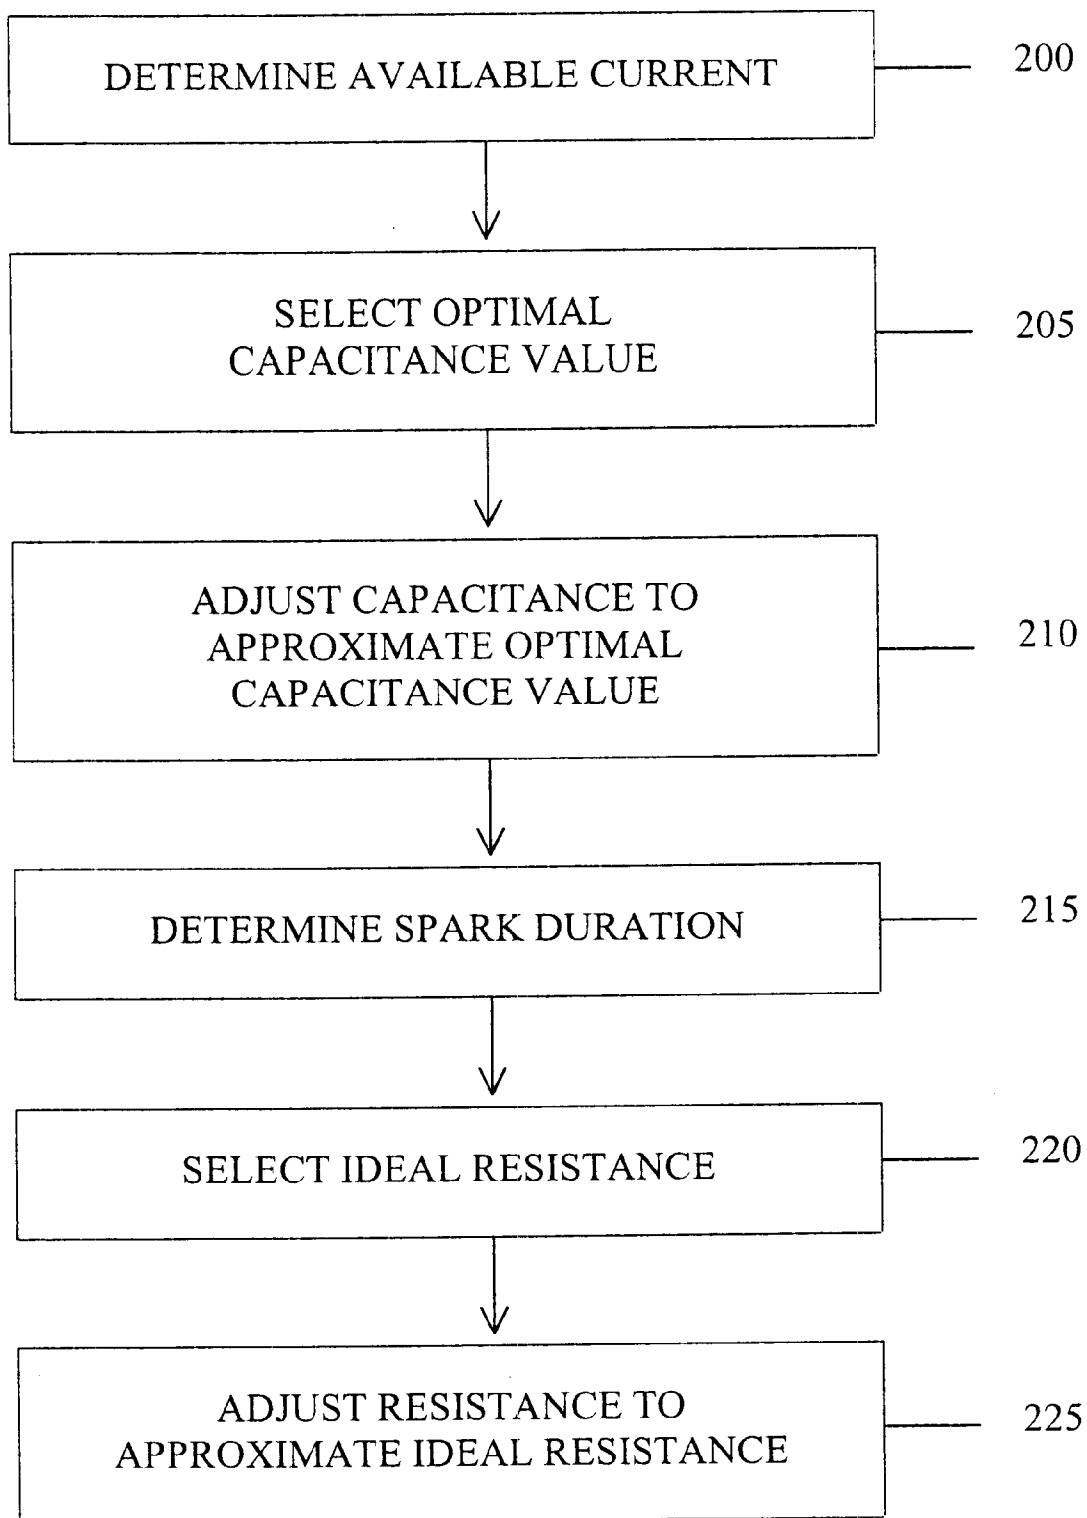 DETERMINE AVAILABLE CURRENT
200
SELECT OPTIMAL
CAPACITANCE VALUE
205
ADJUST CAPACITANCE TO
APPROXIMATE OPTIMAL
CAPACITANCE VALUE
210
DETERMINE SPARK DURATION
215
SELECT IDEAL RESISTANCE
220
ADJUST RESISTANCE TO
APPROXIMATE IDEAL RESISTANCE
225